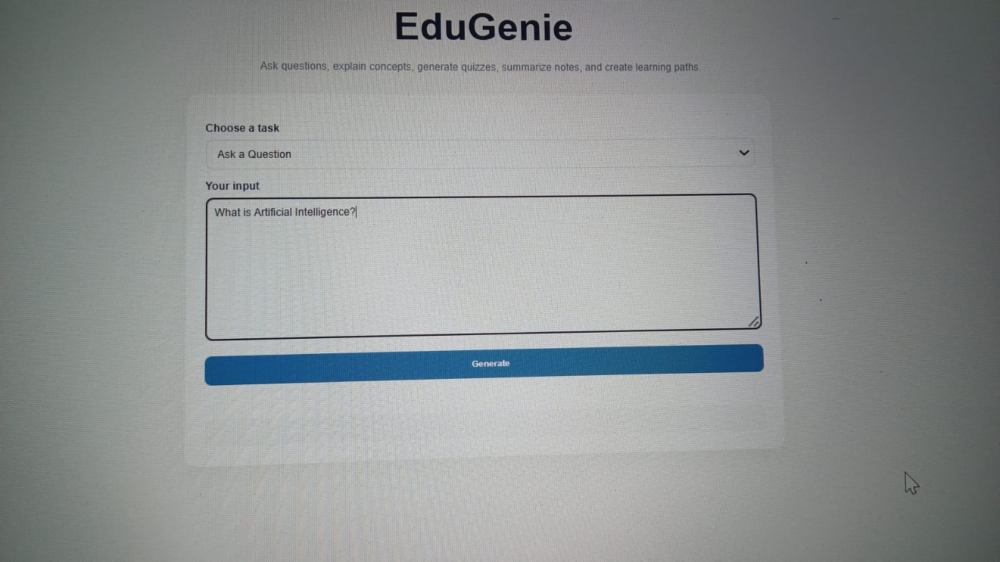 EduGenie
Ask questions, explain concepts, generate quizzes, summarize notes, and create learning paths.
Choose a task
Ask a Question
Your input
What is Artificial Intelligence?
Generate